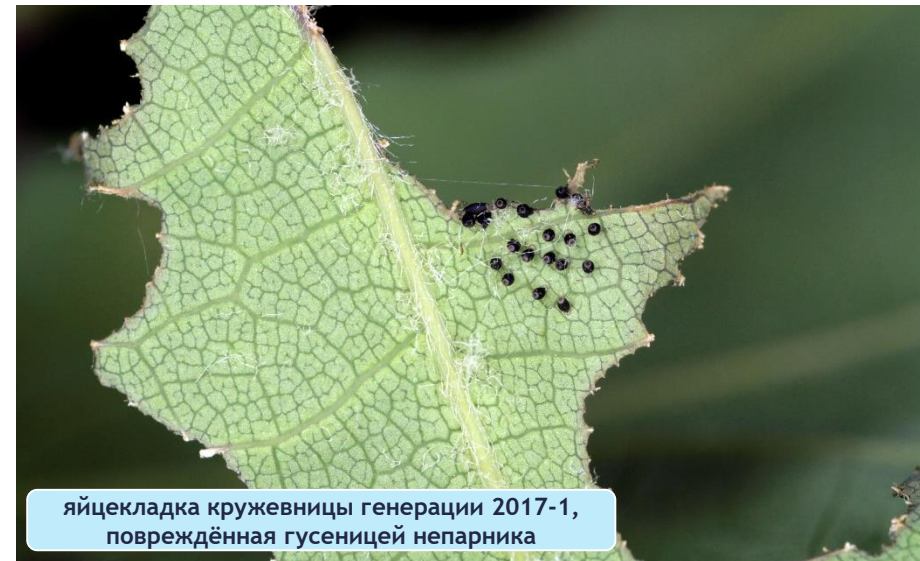 яйцекладка кружевницы генерации 2017-1,
повреждённая гусеницей непарника